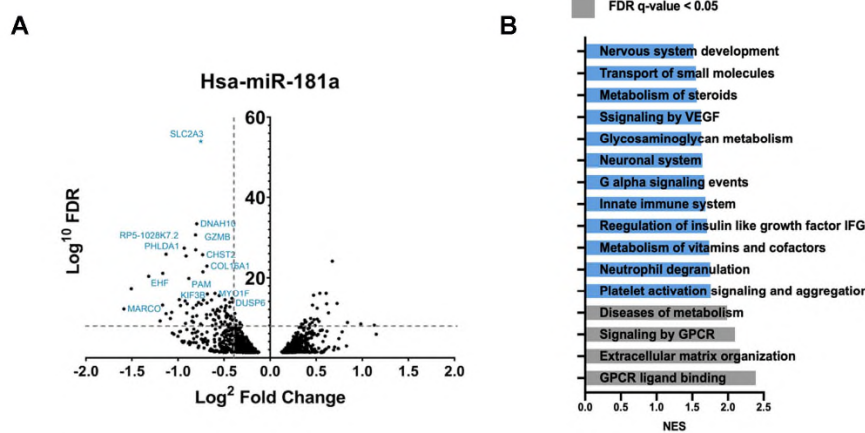 FDR q-value < 0.05
A
B
Hsa-miR-181a
Log10 FDR
60
40
20
SLC2A3
DNAH10
RP5-1028K7.2
GZMB
PHLDA1
CHST2
COL16A1
EHF
PAM
KIF3B
MYO1F
DUSP6
MARCO
-2.0 -1.5 -1.0 -0.5 0.0 0.5 1.0 1.5 2.0
Log2 Fold Change
Nervous system development
Transport of small molecules
Metabolism of steroids
Ssignaling by VEGF
Glycosaminoglycan metabolism
Neuronal system
G alpha signaling events
Innate immune system
Reegulation of insulin like growth factor IFG
Metabolism of vitamins and cofactors
Neutrophil degranulation
Platelet activation signaling and aggregation
Diseases of metabolism
Signaling by GPCR
Extracellular matrix organization
GPCR ligand binding
0.0 0.5 1.0 1.5 2.0 2.5
NES